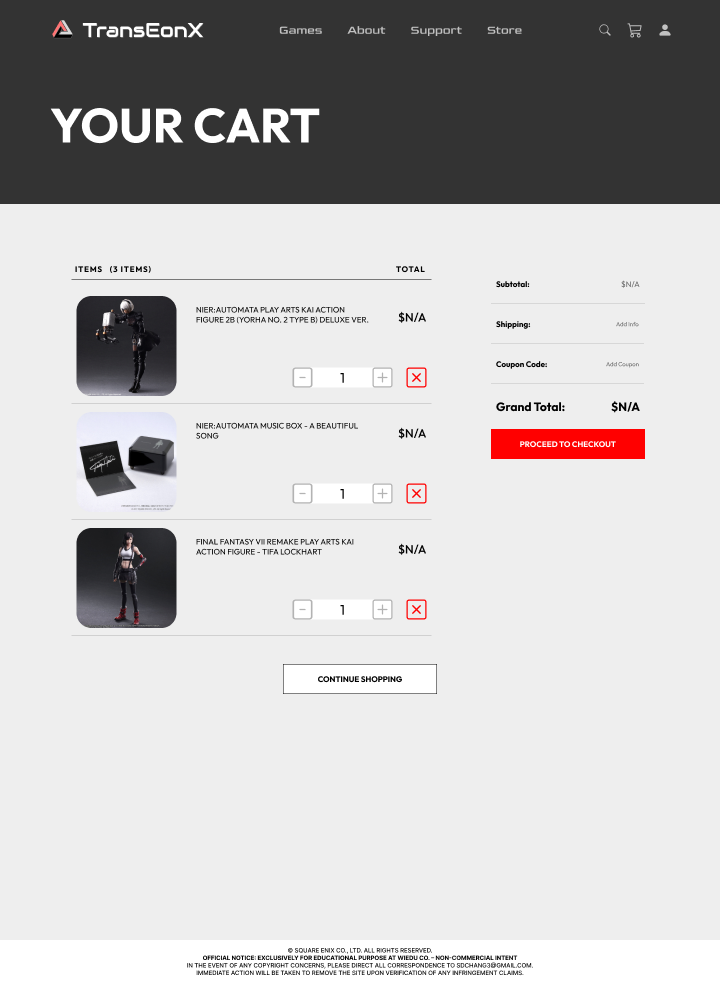 TransEonX
Games About Support Store
YOUR CART
ITEMS (3 ITEMS) TOTAL
NIER:AUTOMATA PLAY ARTS KAI ACTION
FIGURE 2B (YORHA NO. 2 TYPE B) DELUXE VER.
$N/A
1
NIER:AUTOMATA MUSIC BOX - A BEAUTIFUL
SONG
$N/A
1
FINAL FANTASY VII REMAKE PLAY ARTS KAI
ACTION FIGURE - TIFA LOCKHART
$N/A
1
CONTINUE SHOPPING
Subtotal: $N/A
Shipping: Add Info.
Coupon Code: Add Coupon
Grand Total: $N/A
PROCEED TO CHECKOUT
© SQUARE ENIX CO., LTD. ALL RIGHTS RESERVED.
OFFICIAL NOTICE: EXCLUSIVELY FOR EDUCATIONAL PURPOSE AT WIEDU CO. – NON-COMMERCIAL INTENT
IN THE EVENT OF ANY COPYRIGHT CONCERNS, PLEASE DIRECT ALL CORRESPONDENCE TO SDCHANG3@GMAIL.COM.
IMMEDIATE ACTION WILL BE TAKEN TO REMOVE THE SITE UPON VERIFICATION OF ANY INFRINGEMENT CLAIMS.